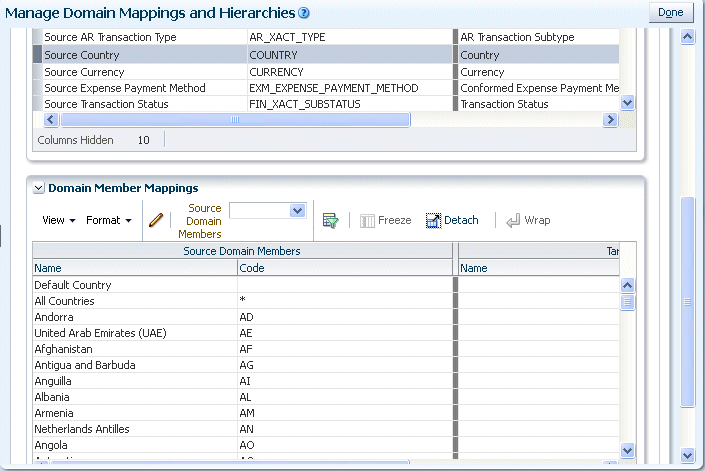 Manage Domain Mappings and Hierarchies ? Done
Source AR Transaction Type AR_XACT_TYPE AR Transaction Subtype
Source Country COUNTRY Country
Source Currency CURRENCY Currency
Source Expense Payment Method EXM_EXPENSE_PAYMENT_METHOD Conformed Expense Payment Me
Source Transaction Status FIN_XACT_SUBSTATUS Transaction Status
Columns Hidden 10
Domain Member Mappings
View Format Source Domain Members Freeze Detach Wrap
Source Domain Members Tar
Name Code Name
Default Country
All Countries *
Andorra AD
United Arab Emirates (UAE) AE
Afghanistan AF
Antigua and Barbuda AG
Anguilla AI
Albania AL
Armenia AM
Netherlands Antilles AN
Angola AO